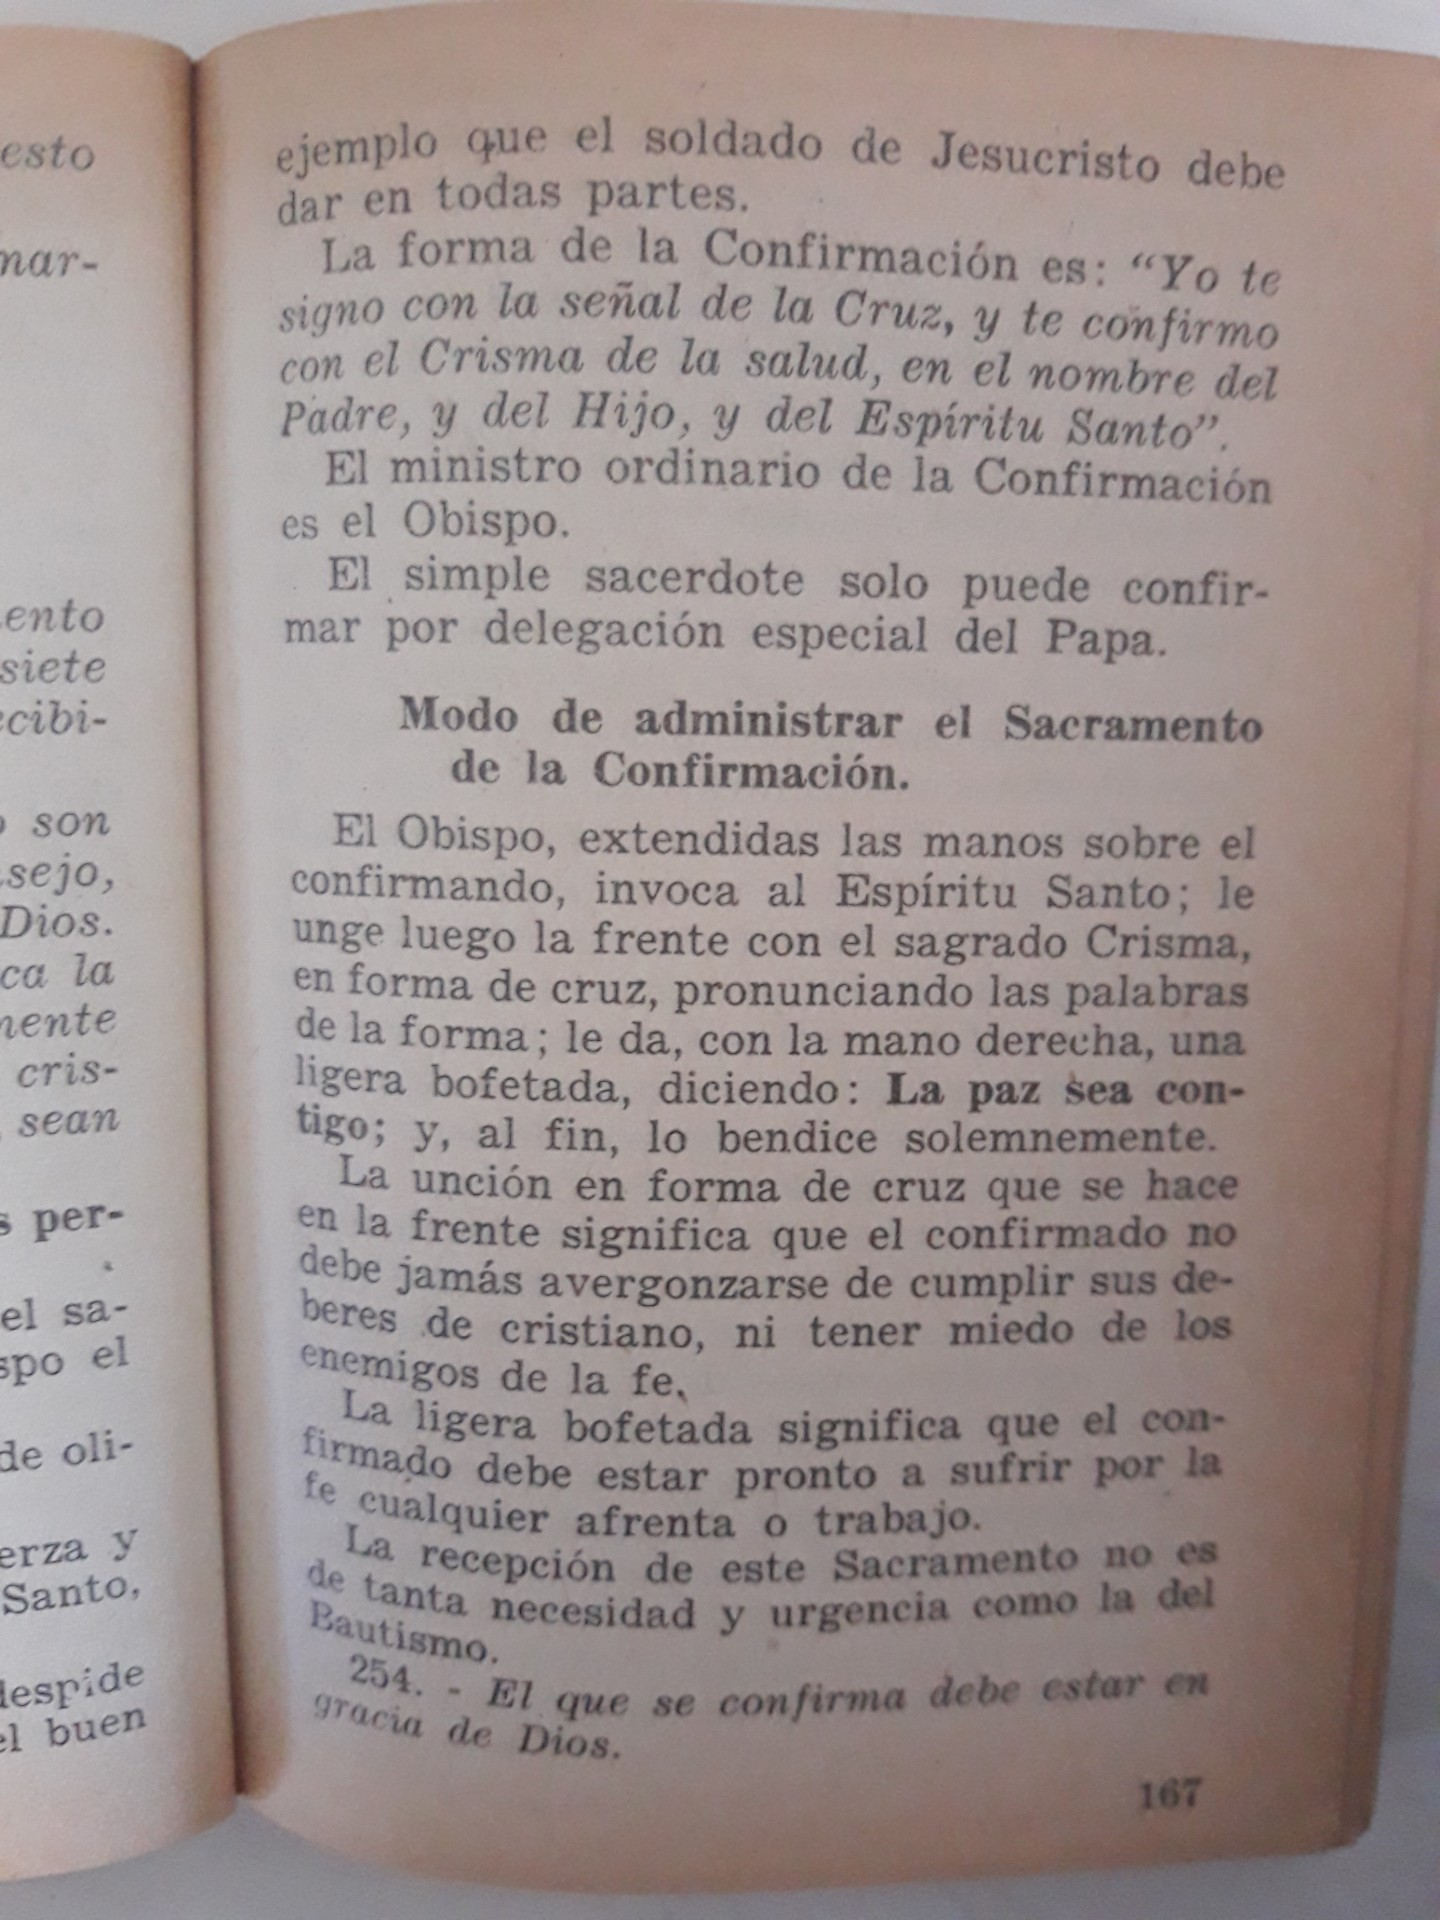 esto
mar-
siete
son
Dios.
ca la
cris-
sean
per-
el sa-
el
de oli-
y
Santo,
despide
el buen
ejemplo que el soldado de Jesucristo debe
dar en todas partes.
La forma de la Confirmación es: “Yo te
signo con la señal de la Cruz, y te confirmo
con el Crisma de la salud, en el nombre del
Padre, y del Hijo, y del Espíritu Santo”.
El ministro ordinario de la Confirmación
es el Obispo.
El simple sacerdote solo puede confir-
mar por delegación especial del Papa.
Modo de administrar el Sacramento
de la Confirmación.
El Obispo, extendidas las manos sobre el
confirmando, invoca al Espíritu Santo; le
unge luego la frente con el sagrado Crisma,
en forma de cruz, pronunciando las palabras
de la forma; le da, con la mano derecha, una
ligera bofetada, diciendo: La paz sea con-
tigo; y, al fin, lo bendice solemnemente.
La unción en forma de cruz que se hace
en la frente significa que el confirmado no
debe jamás avergonzarse de cumplir sus de-
beres de cristiano, ni tener miedo de los
enemigos de la fe.
La ligera bofetada significa que el con-
firmado debe estar pronto a sufrir por la
fe cualquier afrenta o trabajo.
La recepción de este Sacramento no es
de tanta necesidad y urgencia como la del
Bautismo.
254. - El que se confirma debe estar en
gracia de Dios.
167